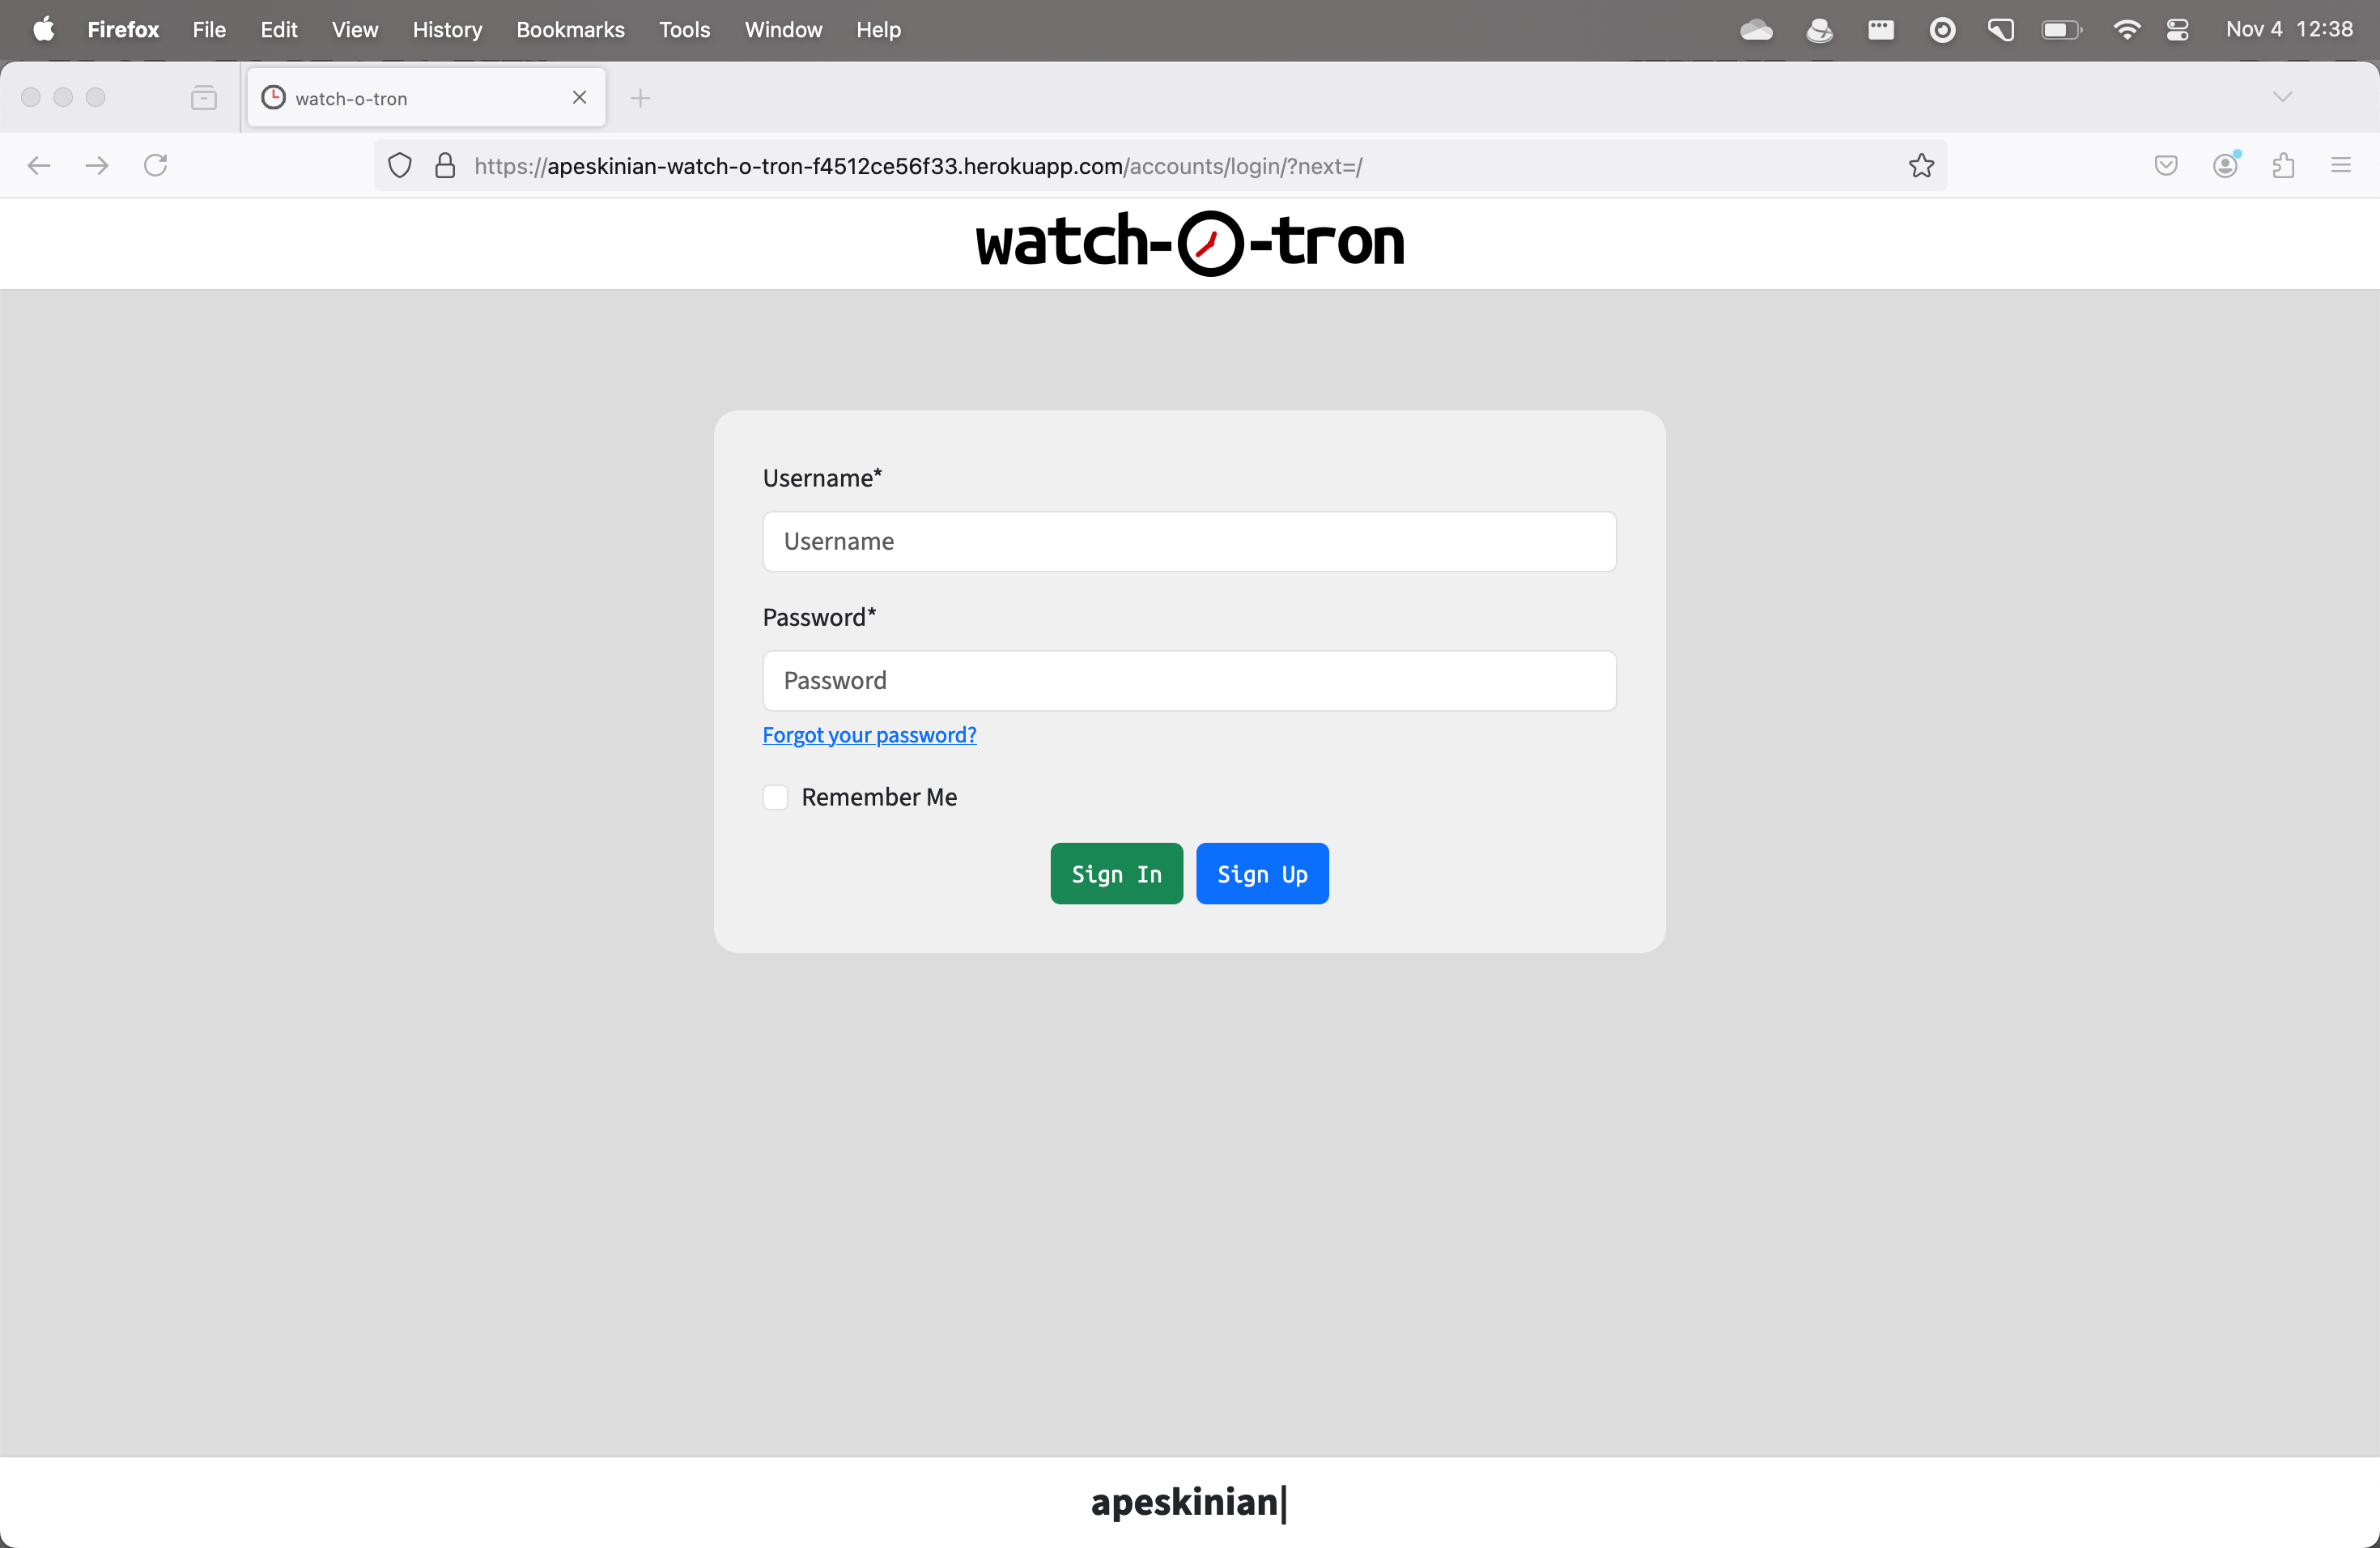 Firefox File Edit View History Bookmarks Tools Window Help Nov 4 12:38
watch-o-tron
https://apeskinian-watch-o-tron-f4512ce56f33.herokuapp.com/accounts/login/?next=/
watch-o-tron
Username*
Username
Password*
Password
Forgot your password?
Remember Me
Sign In Sign Up
apeskinian|